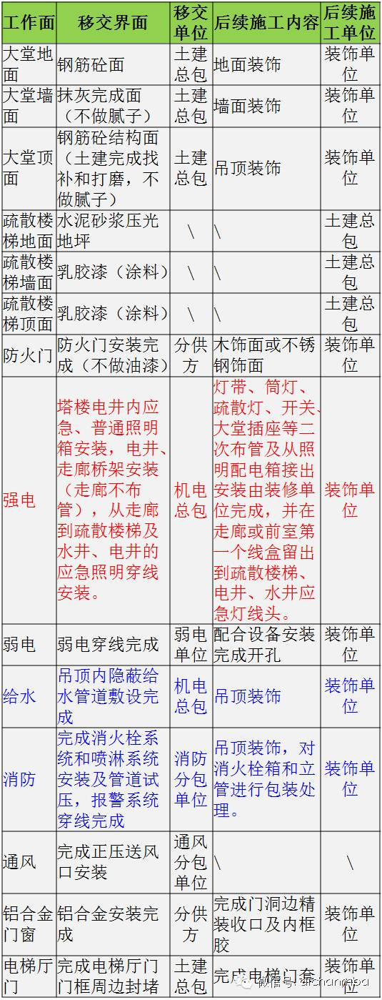 工作面 移交界面 移交单位 后续施工内容 后续施工单位
大堂地面 钢筋砼面 土建总包 地面装饰 装饰单位
大堂墙面 抹灰完成面（不做腻子） 土建总包 墙面装饰 装饰单位
大堂顶面 钢筋砼结构面（土建完成找补和打磨，不做腻子） 土建总包 吊顶装饰 装饰单位
疏散楼梯地面 水泥砂浆压光地坪 \ \ 土建总包
疏散楼梯墙面 乳胶漆（涂料） \ \ 土建总包
疏散楼梯顶面 乳胶漆（涂料） \ \ 土建总包
防火门 防火门安装完成（不做油漆） 分供方 木饰面或不锈钢饰面 装饰单位
强电 塔楼电井内应急、普通照明箱安装，电井、走廊桥架安装（走廊不布管），从走廊到疏散楼梯及水井、电井的应急照明穿线安装。 机电总包 灯带、筒灯、疏散灯、开关、大堂插座等二次布管及从照明配电箱接出安装由装修单位完成，并在走廊或前室第一个线盒留出到疏散楼梯、电井、水井应急灯线头。 装饰单位
弱电 弱电穿线完成 弱电单位 配合设备安装完成开孔 装饰单位
给水 吊顶内隐蔽给水管道敷设完成 机电总包 吊顶装饰 装饰单位
消防 完成消火栓系统和喷淋系统安装及管道试压，报警系统穿线完成 消防分包单位 吊顶装饰，对消火栓箱和立管进行包装处理。 装饰单位
通风 完成正压送风口安装 通风分包单位 \ \
铝合金门窗 铝合金安装完成 分供方 完成门洞边精装收口及内框胶 装饰单位
电梯厅门 完成电梯厅门门框周边封堵 土建总包 完成电梯门套 装饰单位
微信号: archanmba